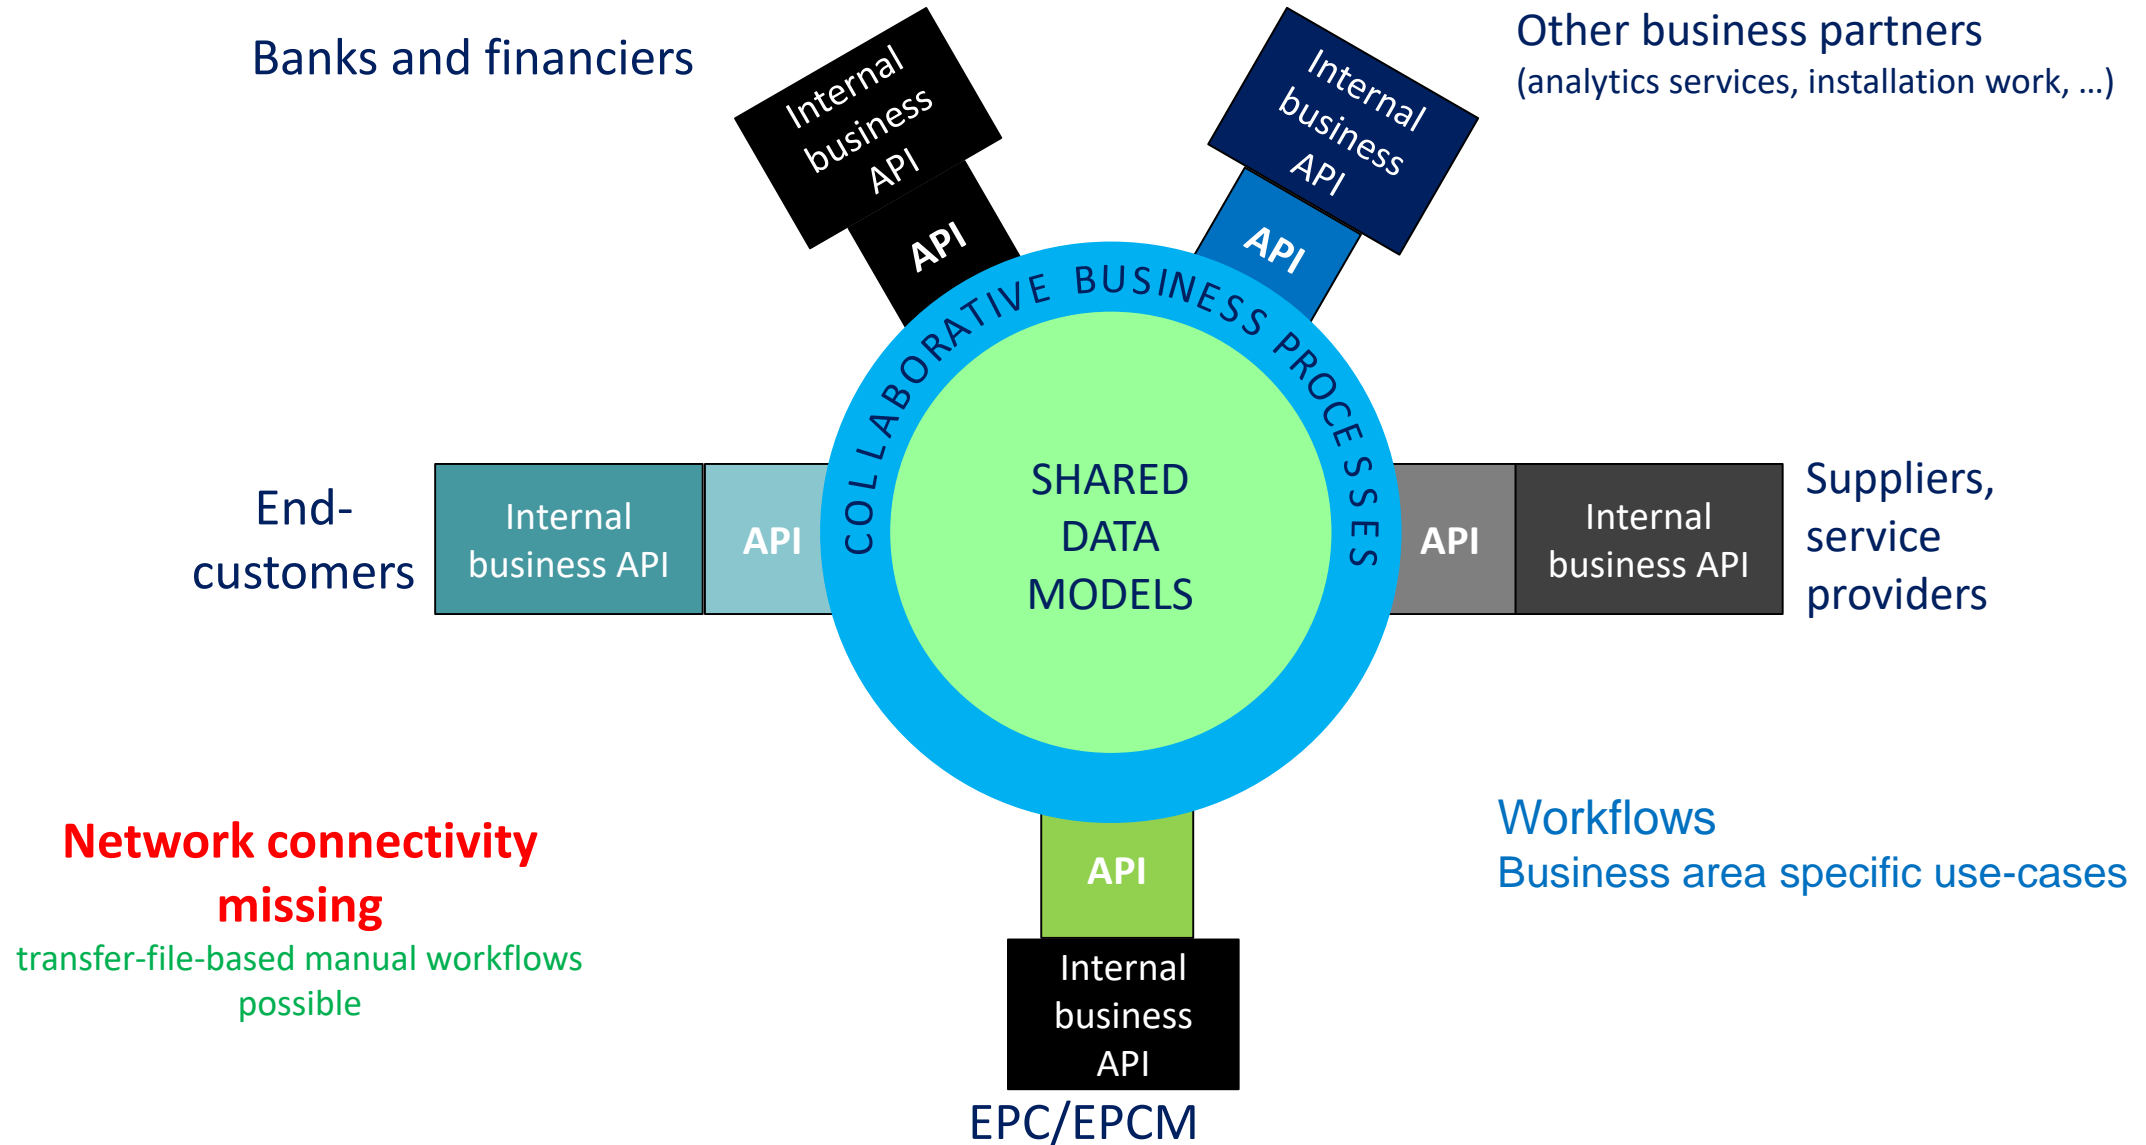 Banks and financiers
Internal
business
API
API
Internal
business
API
API
Other business partners
(analytics services, installation work, ...)
COLLABORATIVE BUSINESS PROCESSES
End-
customers
Internal
business API
API
SHARED
DATA
MODELS
API
Internal
business API
Suppliers,
service
providers
Network connectivity
missing
transfer-file-based manual workflows
possible
API
Internal
business
API
EPC/EPCM
Workflows
Business area specific use-cases